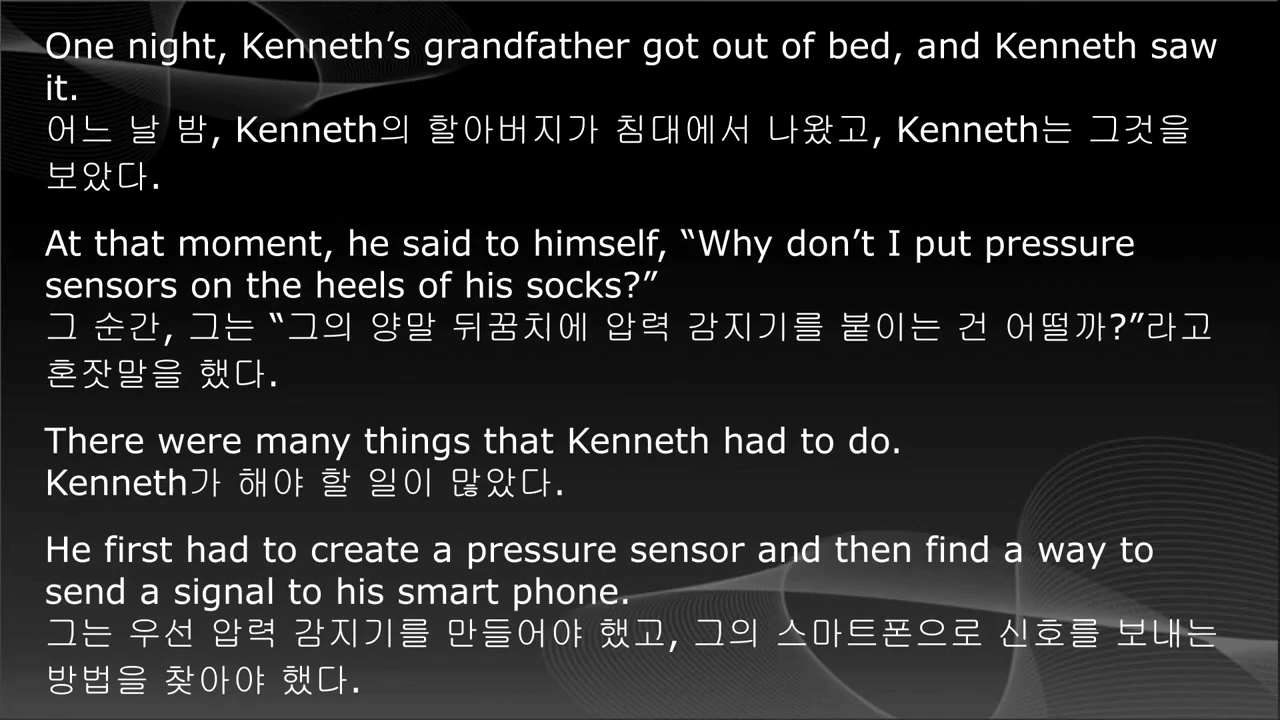 One night, Kenneth’s grandfather got out of bed, and Kenneth saw
it.
어느 날 밤, Kenneth의 할아버지가 침대에서 나왔고, Kenneth는 그것을
보았다.
At that moment, he said to himself, “Why don’t I put pressure
sensors on the heels of his socks?”
그 순간, 그는 “그의 양말 뒤꿈치에 압력 감지기를 붙이는 건 어떨까?”라고
혼잣말을 했다.
There were many things that Kenneth had to do.
Kenneth가 해야 할 일이 많았다.
He first had to create a pressure sensor and then find a way to
send a signal to his smart phone.
그는 우선 압력 감지기를 만들어야 했고, 그의 스마트폰으로 신호를 보내는
방법을 찾아야 했다.